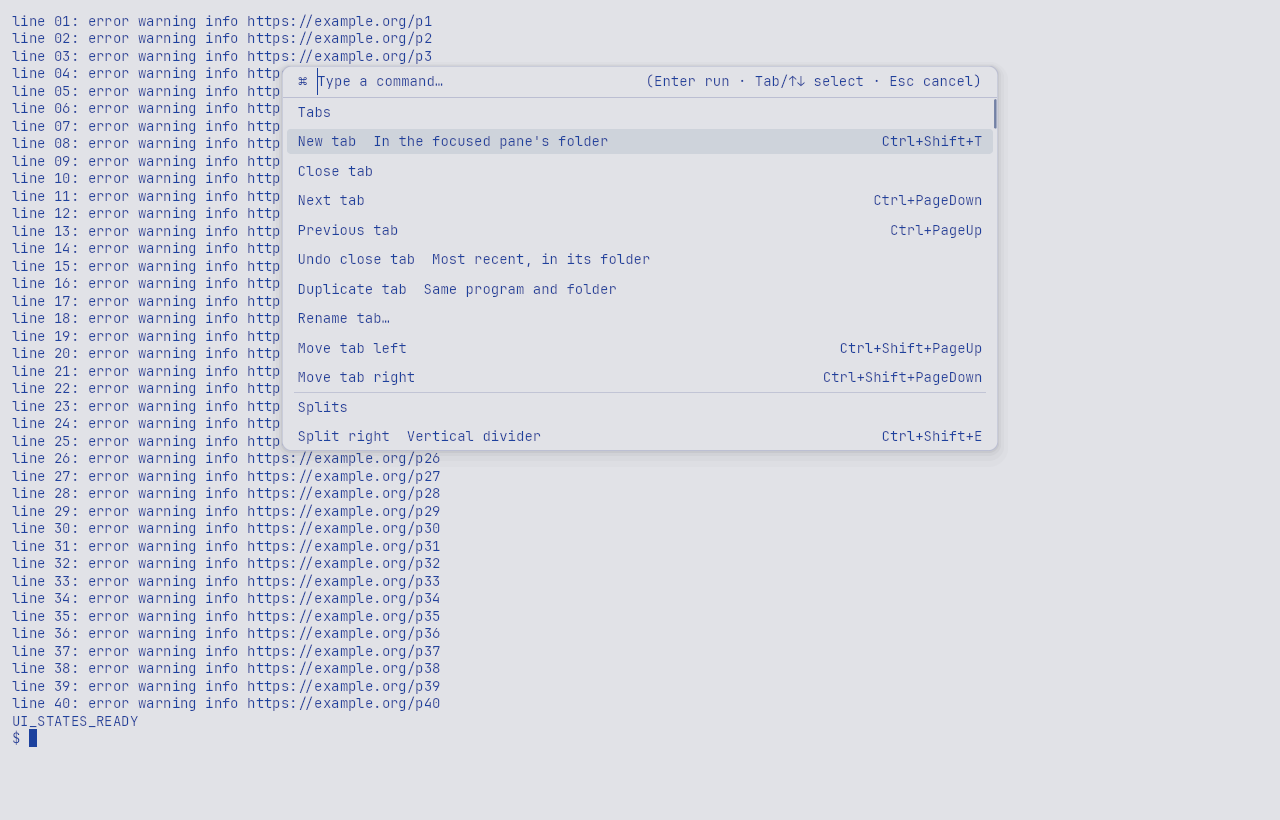 line 01: error warning info https://example.org/p1
line 02: error warning info https://example.org/p2
line 03: error warning info https://example.org/p3
line 04: error warning info http
line 05: error warning info http
line 06: error warning info http
line 07: error warning info http
line 08: error warning info http
line 09: error warning info http
line 10: error warning info http
line 11: error warning info http
line 12: error warning info http
line 13: error warning info http
line 14: error warning info http
line 15: error warning info http
line 16: error warning info http
line 17: error warning info http
line 18: error warning info http
line 19: error warning info http
line 20: error warning info http
line 21: error warning info http
line 22: error warning info http
line 23: error warning info http
line 24: error warning info http
line 25: error warning info http
⌘ Type a command… (Enter run · Tab/↑↓ select · Esc cancel)
Tabs
New tab  In the focused pane's folder Ctrl+Shift+T
Close tab
Next tab Ctrl+PageDown
Previous tab Ctrl+PageUp
Undo close tab  Most recent, in its folder
Duplicate tab  Same program and folder
Rename tab…
Move tab left Ctrl+Shift+PageUp
Move tab right Ctrl+Shift+PageDown
Splits
Split right  Vertical divider Ctrl+Shift+E
line 26: error warning info https://example.org/p26
line 27: error warning info https://example.org/p27
line 28: error warning info https://example.org/p28
line 29: error warning info https://example.org/p29
line 30: error warning info https://example.org/p30
line 31: error warning info https://example.org/p31
line 32: error warning info https://example.org/p32
line 33: error warning info https://example.org/p33
line 34: error warning info https://example.org/p34
line 35: error warning info https://example.org/p35
line 36: error warning info https://example.org/p36
line 37: error warning info https://example.org/p37
line 38: error warning info https://example.org/p38
line 39: error warning info https://example.org/p39
line 40: error warning info https://example.org/p40
UI_STATES_READY
$